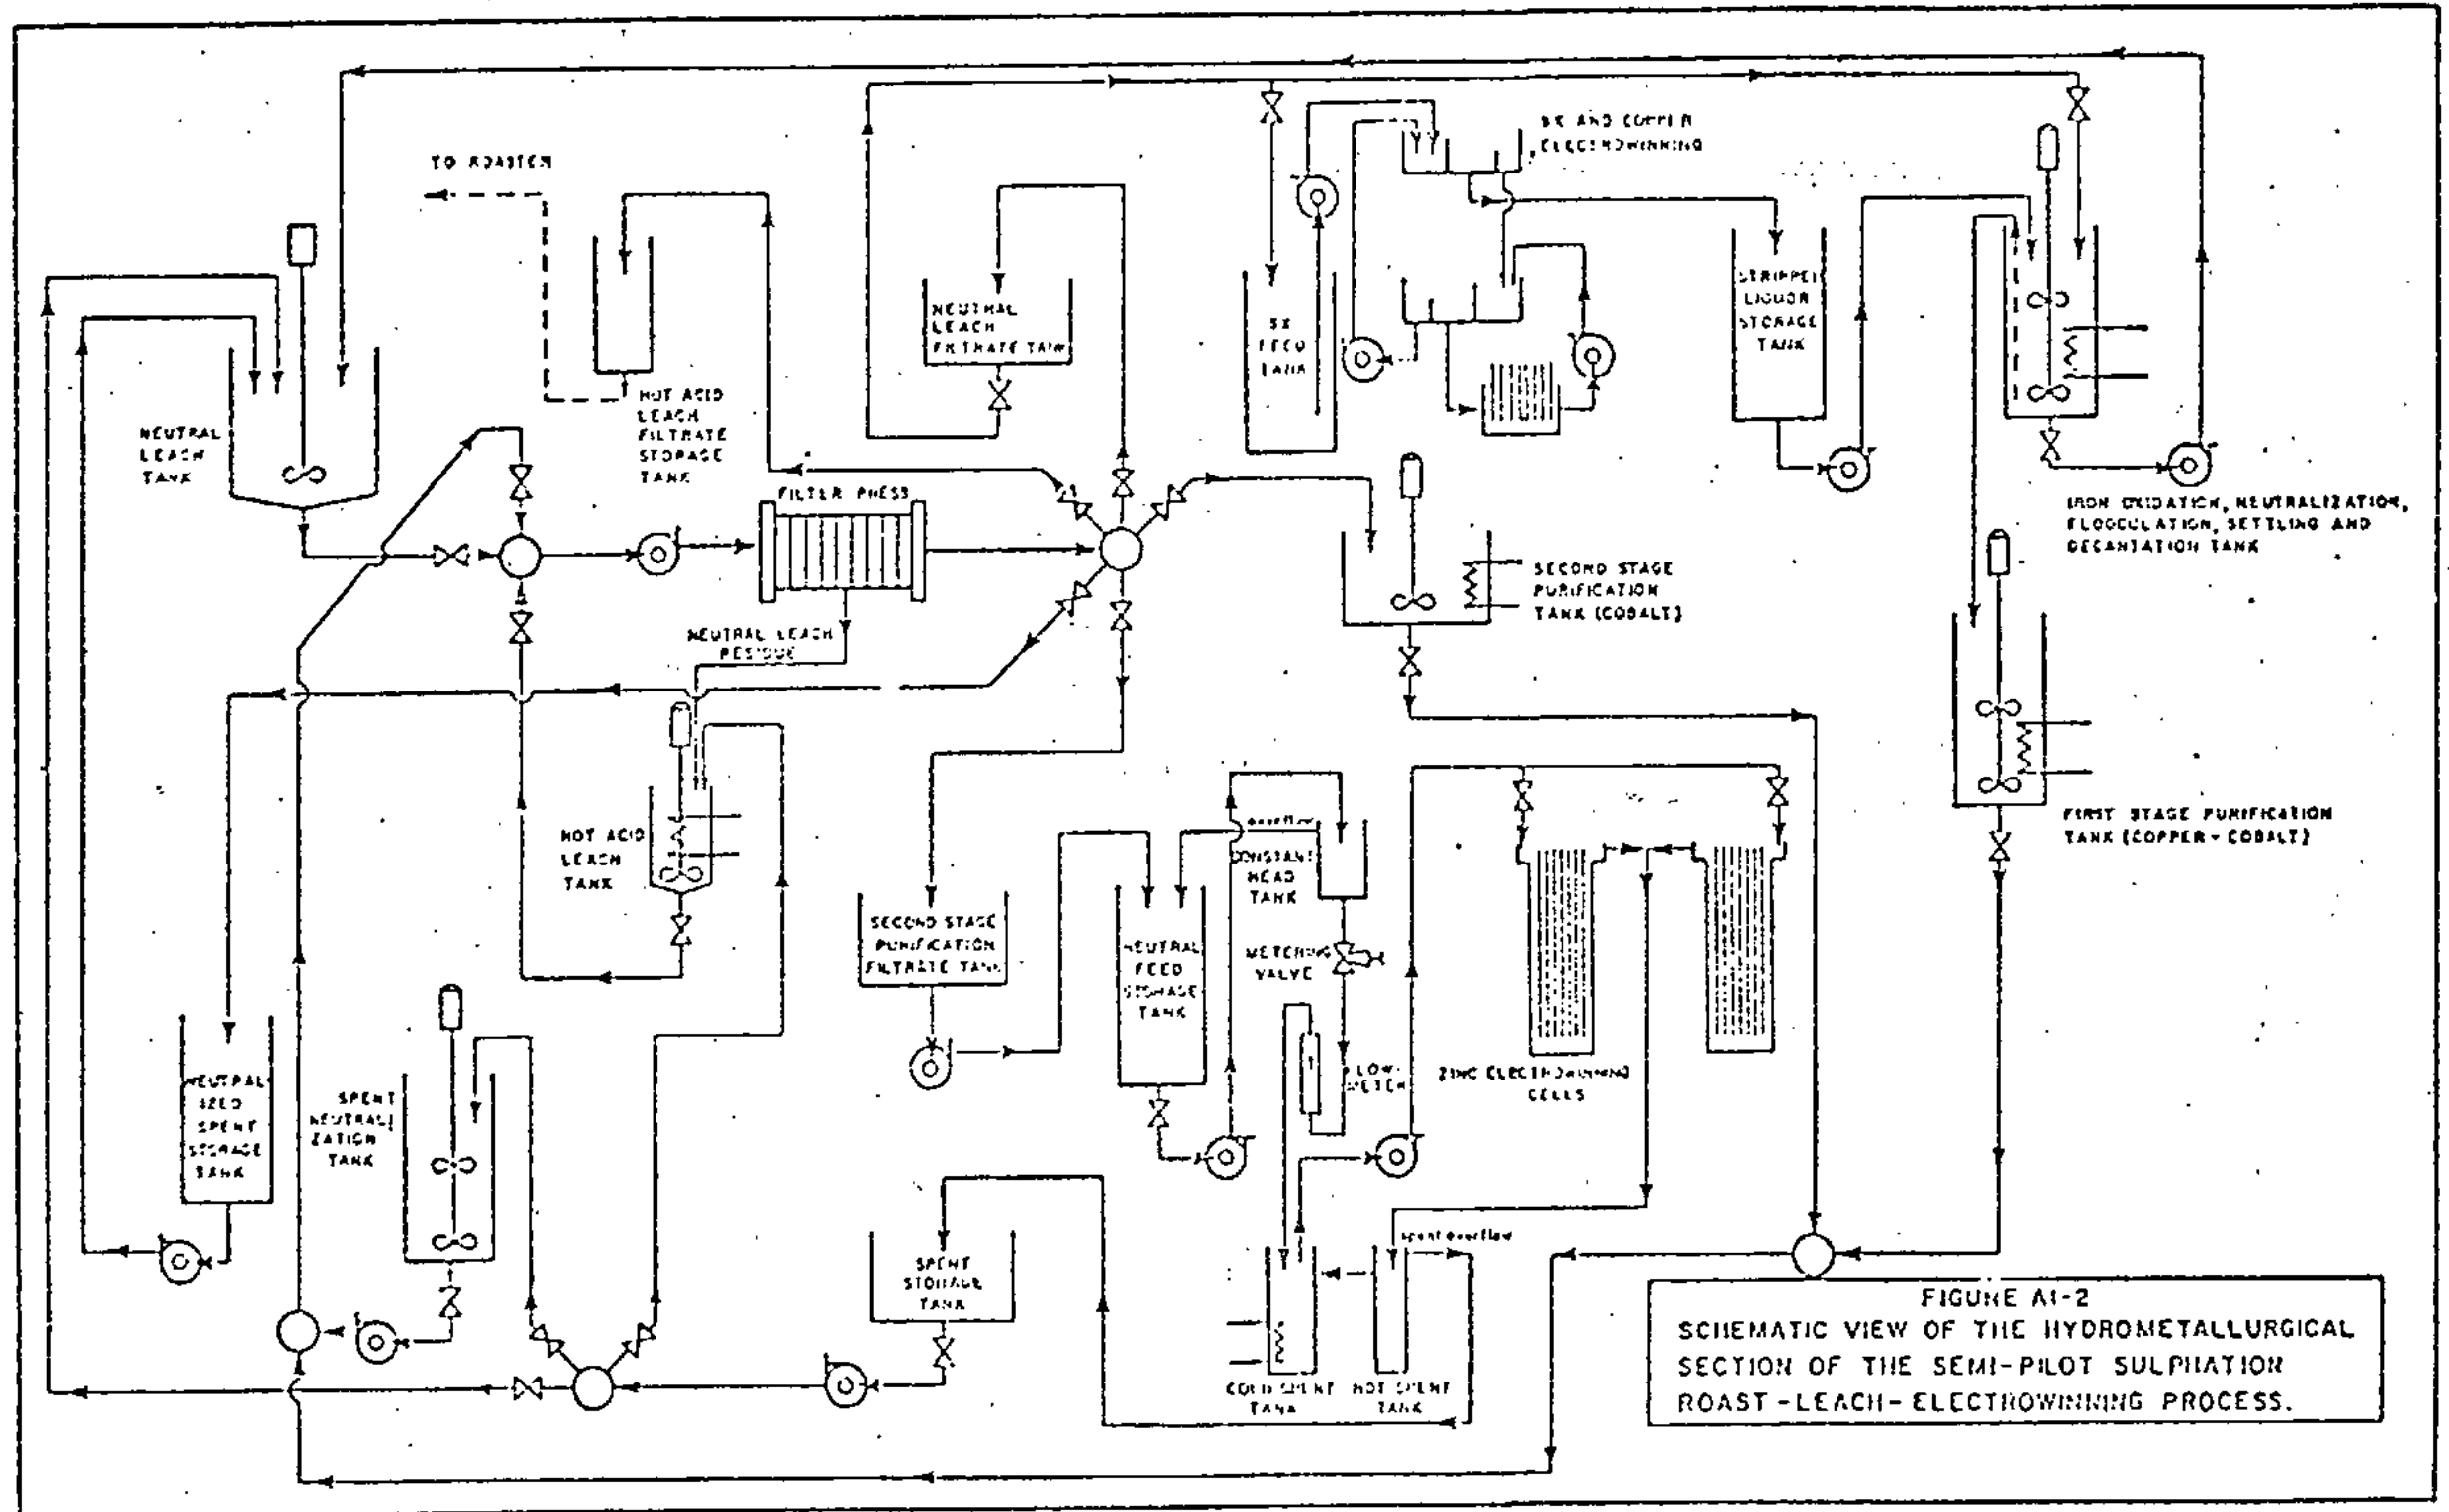 TO ROASTER
SX AND COPPER
ELECTROWINNING
NEUTRAL
LEACH
FILTRATE TANK
SX
FEED
TANK
STRIPPED
LIQUOR
STORAGE
TANK
HOT ACID
LEACH
FILTRATE
STORAGE
TANK
NEUTRAL
LEACH
TANK
FILTER PRESS
IRON OXIDATION, NEUTRALIZATION,
FLOCCULATION, SETTLING AND
DECANTATION TANK
SECOND STAGE
PURIFICATION
TANK (COBALT)
NEUTRAL LEACH
RESIDUE
HOT ACID
LEACH
TANK
FIRST STAGE PURIFICATION
TANK (COPPER-COBALT)
overflow
CONSTANT
HEAD
TANK
SECOND STAGE
PURIFICATION
FILTRATE TANK
NEUTRAL
FEED
STORAGE
TANK
METERING
VALVE
FLOW-
METER
ZINC ELECTROWINNING
CELLS
NEUTRAL
IZED
SPENT
STORAGE
TANK
SPENT
NEUTRALI
ZATION
TANK
SPENT
STORAGE
TANK
spent overflow
COLD SPENT
TANK
HOT SPENT
TANK
FIGURE A1-2
SCHEMATIC VIEW OF THE HYDROMETALLURGICAL
SECTION OF THE SEMI-PILOT SULPHATION
ROAST-LEACH-ELECTROWINNING PROCESS.